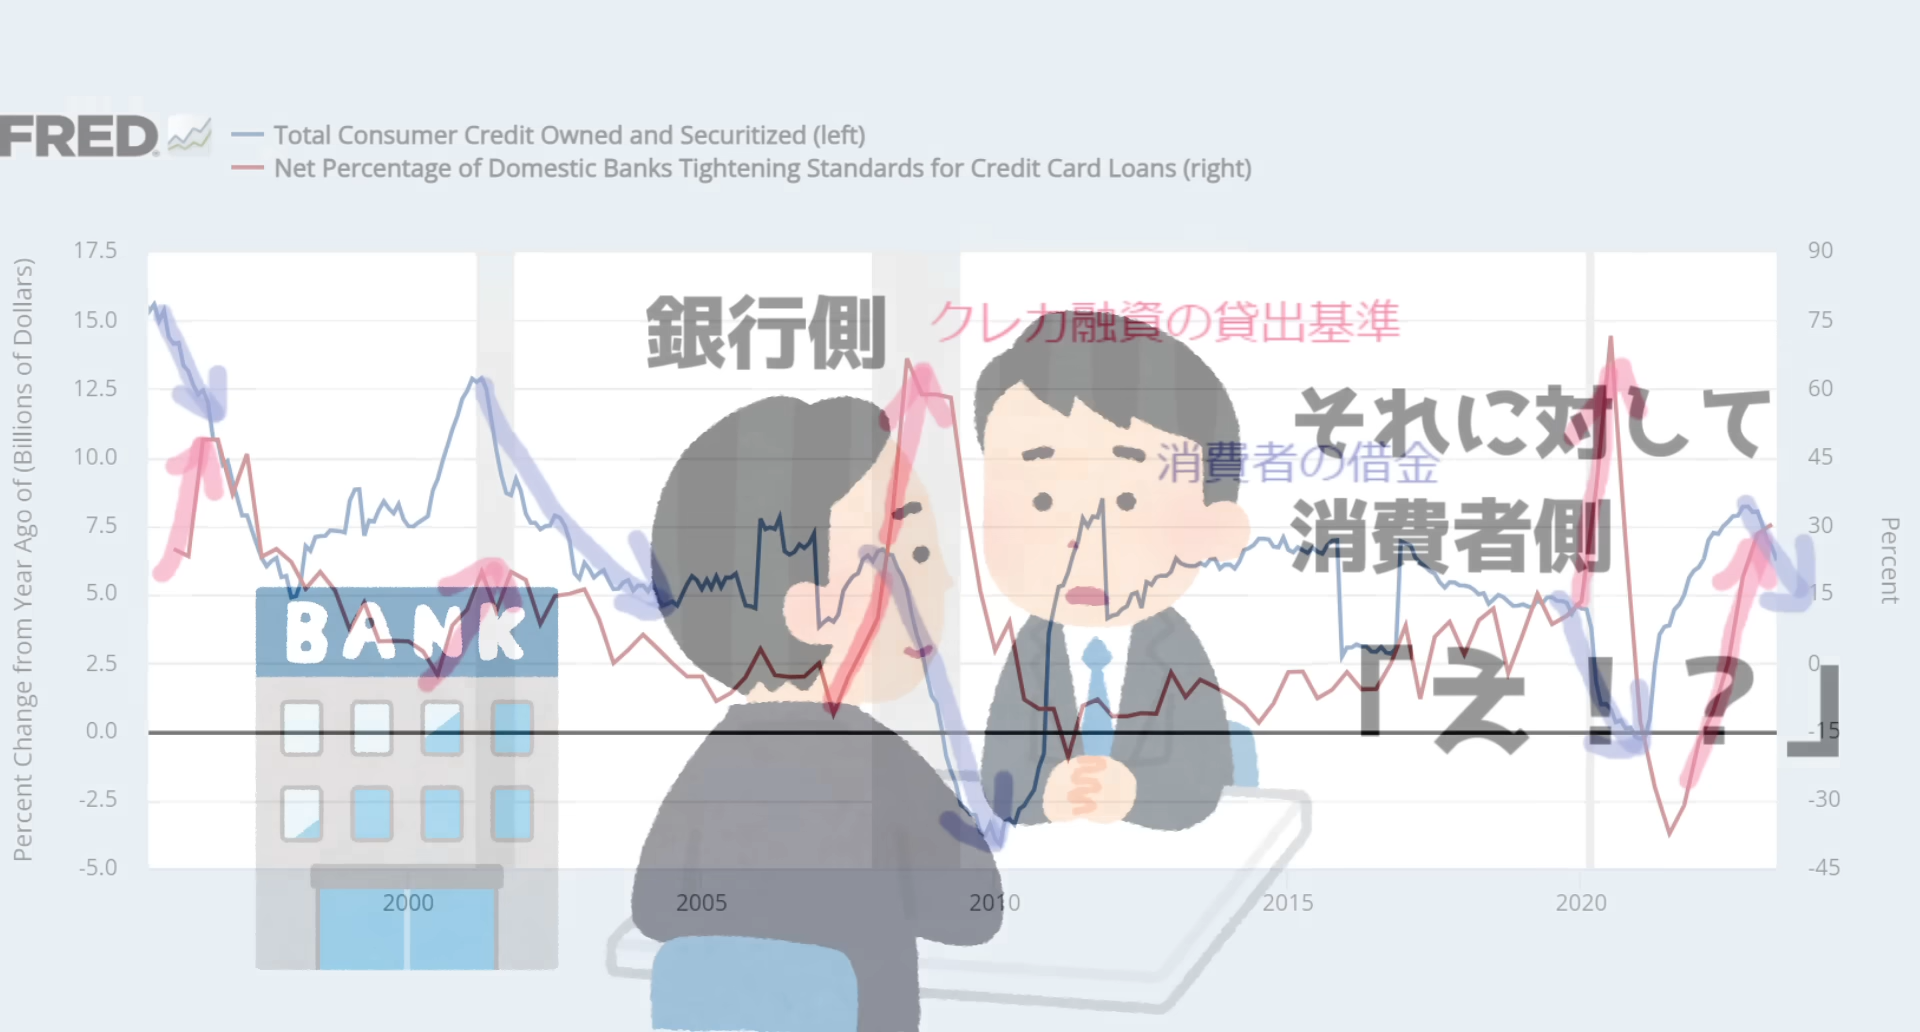 FRED
Total Consumer Credit Owned and Securitized (left)
Net Percentage of Domestic Banks Tightening Standards for Credit Card Loans (right)
Percent Change from Year Ago of (Billions of Dollars)
17.5
15.0
12.5
10.0
7.5
5.0
2.5
0.0
-2.5
-5.0
銀行側
クレカ融資の貸出基準
それに対して
消費者の借金
消費者側
「え！？」
BANK
90
75
60
45
30
15
0
-15
-30
-45
Percent
2000
2005
2010
2015
2020